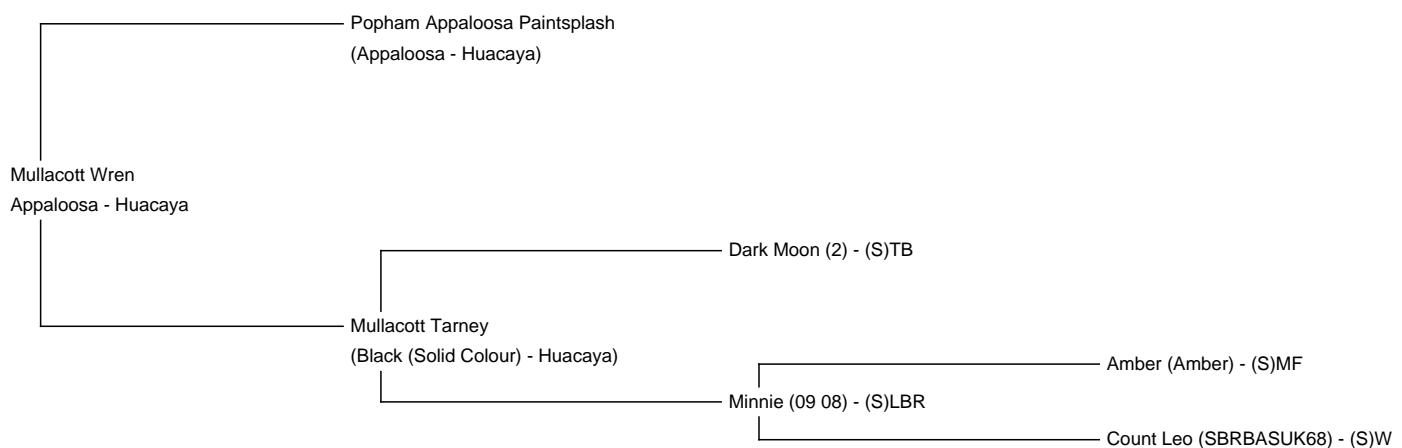 Popham Appaloosa Paintsplash
(Appaloosa - Huacaya)
Mullacott Wren
Appaloosa - Huacaya
Dark Moon (2) - (S)TB
Mullacott Tarney
(Black (Solid Colour) - Huacaya)
Amber (Amber) - (S)MF
Minnie (09 08) - (S)LBR
Count Leo (SBRBASUK68) - (S)W